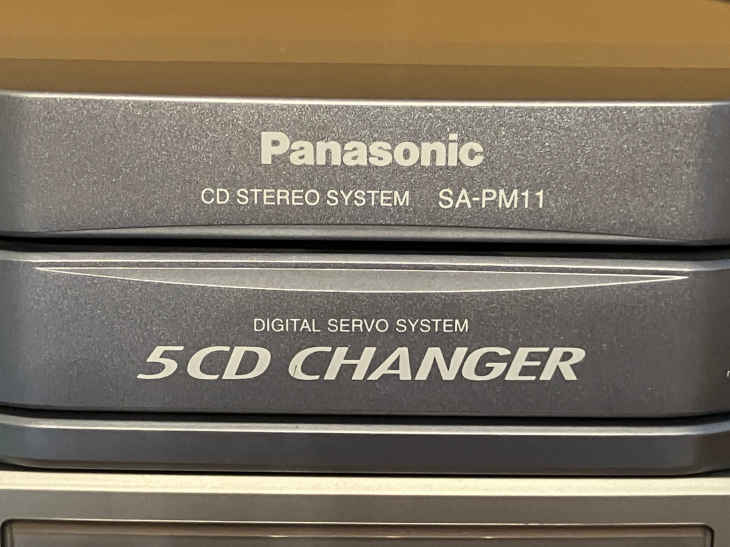 Panasonic
CD STEREO SYSTEM SA-PM11
DIGITAL SERVO SYSTEM
5 CD CHANGER